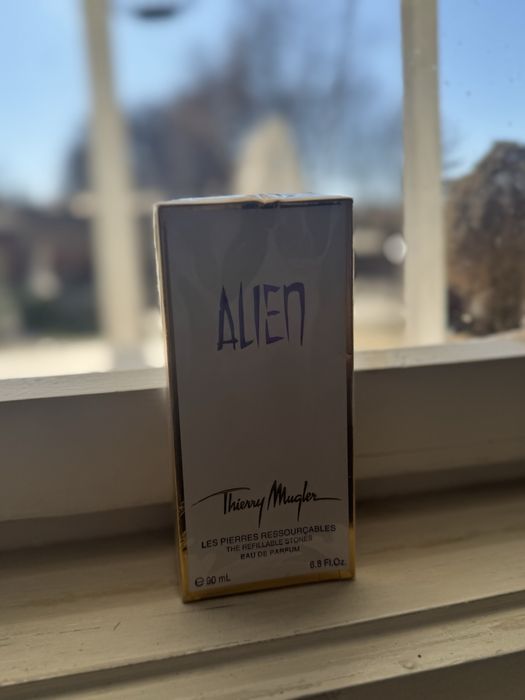 ALIEN
Thierry Mugler
LES PIERRES RESSOURÇABLES
THE REFILLABLE STONES
EAU DE PARFUM
℮ 90 mL 6.8 Fl.Oz.